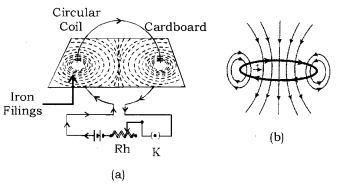 Circular Coil
Cardboard
Iron Filings
Rh
K
(a)
I
(b)